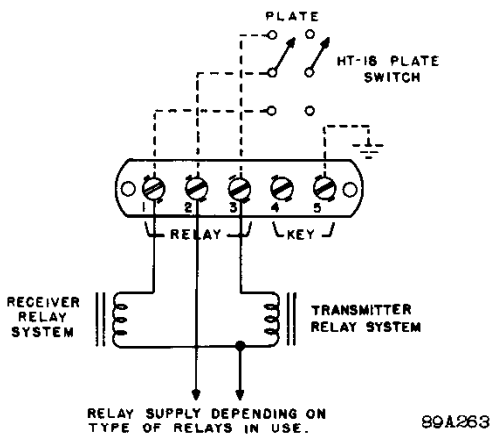 PLATE
HT-18 PLATE
SWITCH
1 2 3 4 5
RELAY KEY
RECEIVER
RELAY
SYSTEM
TRANSMITTER
RELAY SYSTEM
RELAY SUPPLY DEPENDING ON
TYPE OF RELAYS IN USE.
89A263